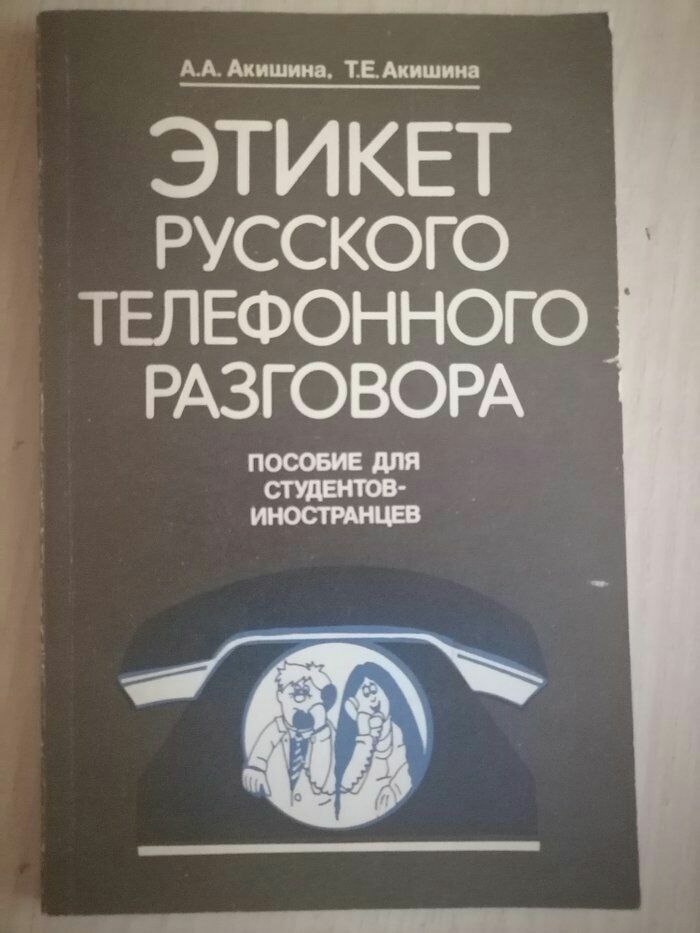 А.А. Акишина, Т.Е. Акишина
ЭТИКЕТ
РУССКОГО
ТЕЛЕФОННОГО
РАЗГОВОРА
ПОСОБИЕ ДЛЯ
СТУДЕНТОВ-
ИНОСТРАНЦЕВ